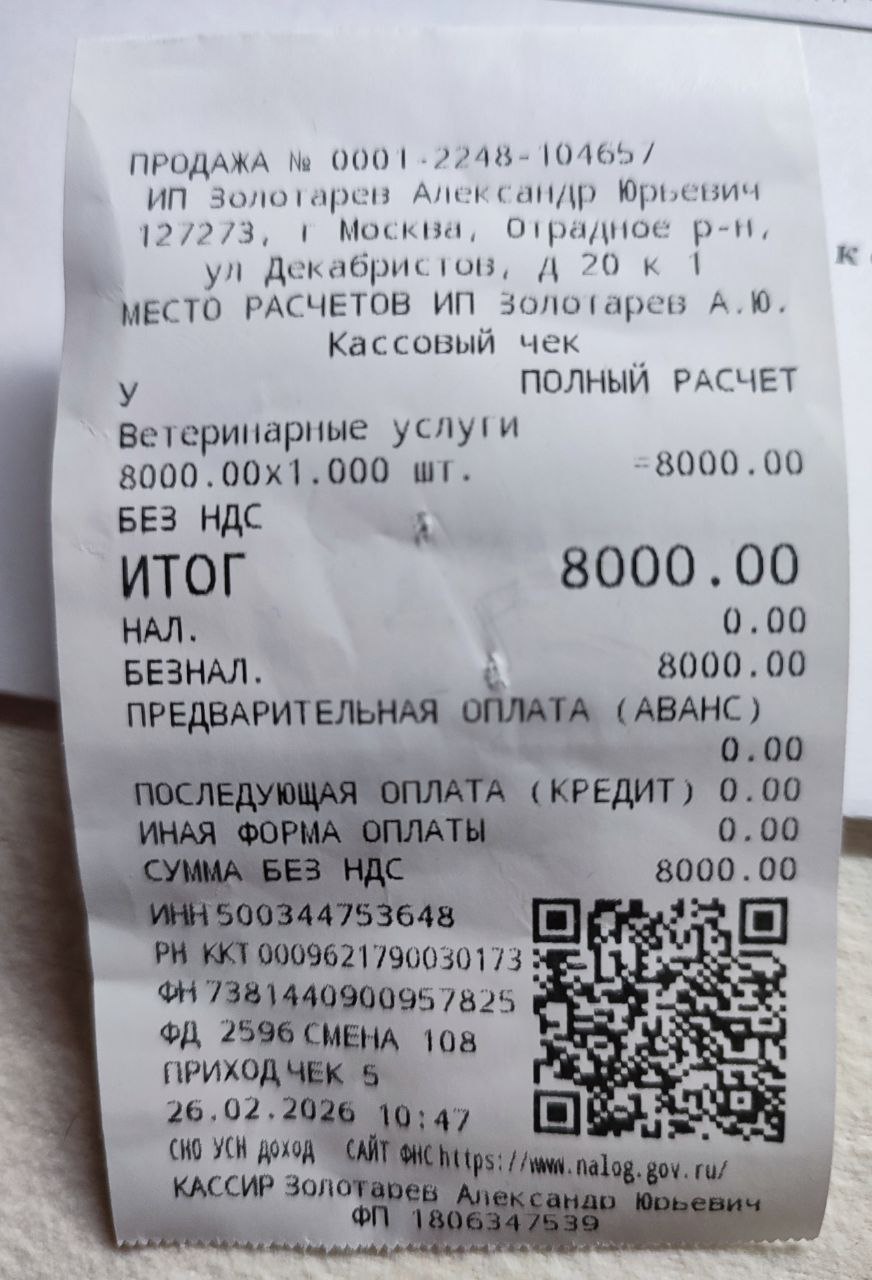 ПРОДАЖА № 0001-2248-104657
ИП Золотарев Александр Юрьевич
127273, г Москва, Отрадное р-н,
ул Декабристов, д 20 к 1
МЕСТО РАСЧЕТОВ ИП Золотарев А.Ю.
Кассовый чек
У ПОЛНЫЙ РАСЧЕТ
Ветеринарные услуги
8000.00х1.000 шт. =8000.00
БЕЗ НДС
ИТОГ 8000.00
НАЛ. 0.00
БЕЗНАЛ. 8000.00
ПРЕДВАРИТЕЛЬНАЯ ОПЛАТА (АВАНС)
0.00
ПОСЛЕДУЮЩАЯ ОПЛАТА (КРЕДИТ) 0.00
ИНАЯ ФОРМА ОПЛАТЫ 0.00
СУММА БЕЗ НДС 8000.00
ИНН 500344753648
РН ККТ 0009621790030173
ФН 7381440900957825
ФД 2596 СМЕНА 108
ПРИХОД ЧЕК 5
26.02.2026 10:47
СНО УСН ДОХОД САЙТ ФНС https://www.nalog.gov.ru/
КАССИР Золотарев Александр Юрьевич
ФП 1806347539